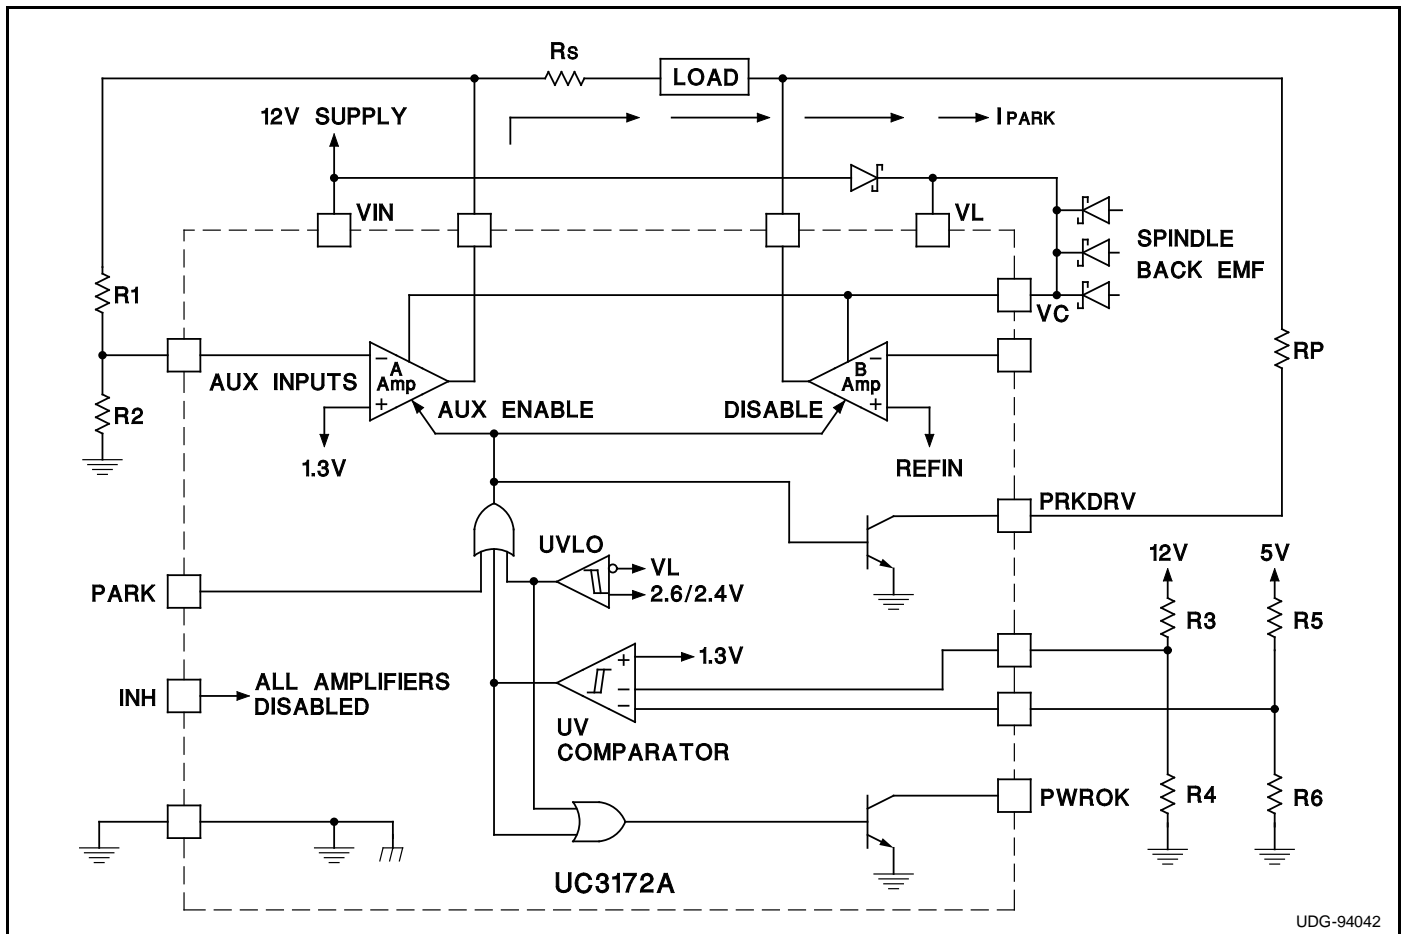 Rs
LOAD
12V SUPPLY
I PARK
VIN
VL
SPINDLE
BACK EMF
R1
VC
RP
A
Amp
−
+
B
Amp
−
+
AUX INPUTS
R2
AUX ENABLE
DISABLE
1.3V
REFIN
PRKDRV
UVLO
VL
2.6/2.4V
12V
5V
PARK
R3
R5
+
1.3V
−
−
INH
ALL AMPLIFIERS
DISABLED
UV
COMPARATOR
PWROK
R4
R6
UC3172A
UDG-94042